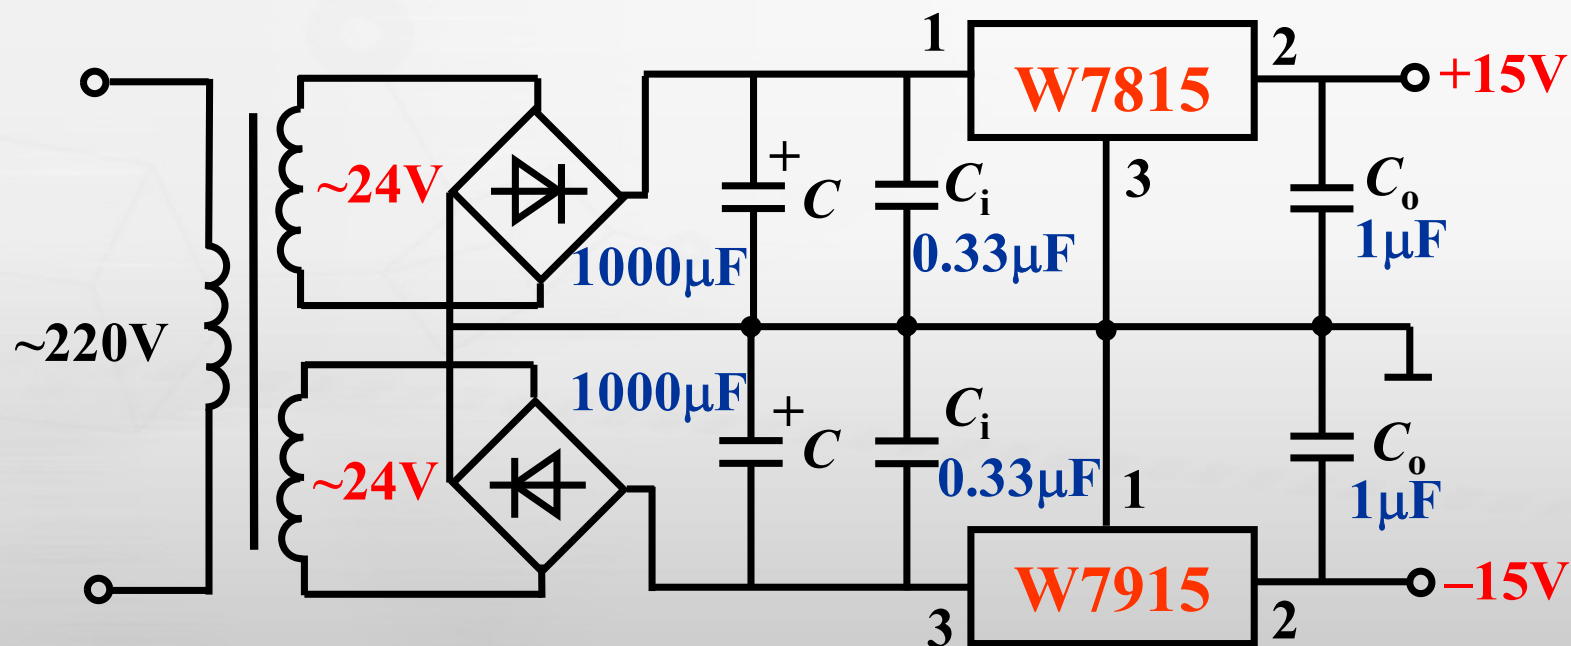 1
W7815
2
+15V
~24V
+
C
Ci
3
Co
1000µF
0.33µF
1µF
~220V
1000µF
~24V
+
C
Ci
0.33µF
1
Co
1µF
W7915
–15V
3
2